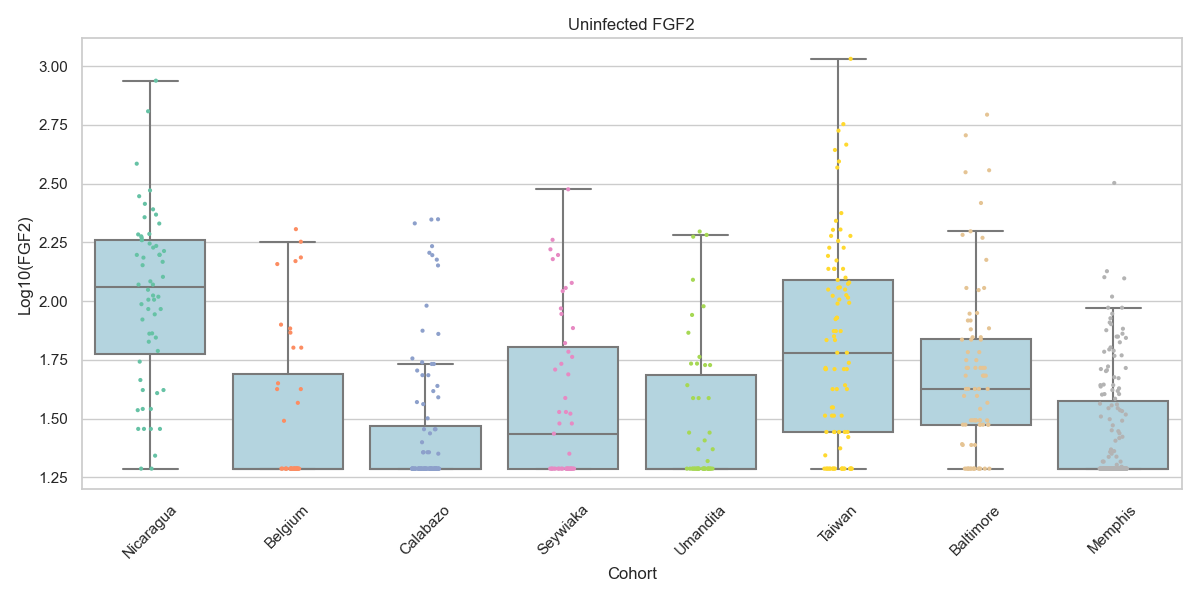 Uninfected FGF2
Log10(FGF2)
3.00
2.75
2.50
2.25
2.00
1.75
1.50
1.25
Nicaragua
Belgium
Calabazo
Seywiaka
Umandita
Taiwan
Baltimore
Memphis
Cohort